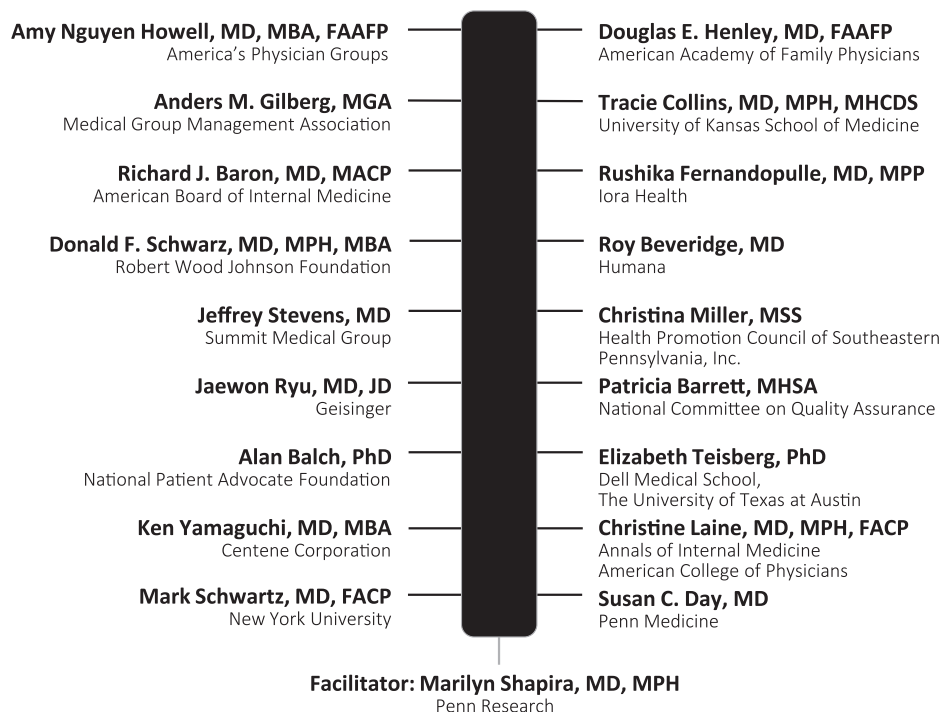 Amy Nguyen Howell, MD, MBA, FAAFP
America's Physician Groups
Anders M. Gilberg, MGA
Medical Group Management Association
Richard J. Baron, MD, MACP
American Board of Internal Medicine
Donald F. Schwarz, MD, MPH, MBA
Robert Wood Johnson Foundation
Jeffrey Stevens, MD
Summit Medical Group
Jaewon Ryu, MD, JD
Geisinger
Alan Balch, PhD
National Patient Advocate Foundation
Ken Yamaguchi, MD, MBA
Centene Corporation
Mark Schwartz, MD, FACP
New York University
Douglas E. Henley, MD, FAAFP
American Academy of Family Physicians
Tracie Collins, MD, MPH, MHCDS
University of Kansas School of Medicine
Rushika Fernandopulle, MD, MPP
Iora Health
Roy Beveridge, MD
Humana
Christina Miller, MSS
Health Promotion Council of Southeastern
Pennsylvania, Inc.
Patricia Barrett, MHSA
National Committee on Quality Assurance
Elizabeth Teisberg, PhD
Dell Medical School,
The University of Texas at Austin
Christine Laine, MD, MPH, FACP
Annals of Internal Medicine
American College of Physicians
Susan C. Day, MD
Penn Medicine
Facilitator: Marilyn Shapira, MD, MPH
Penn Research